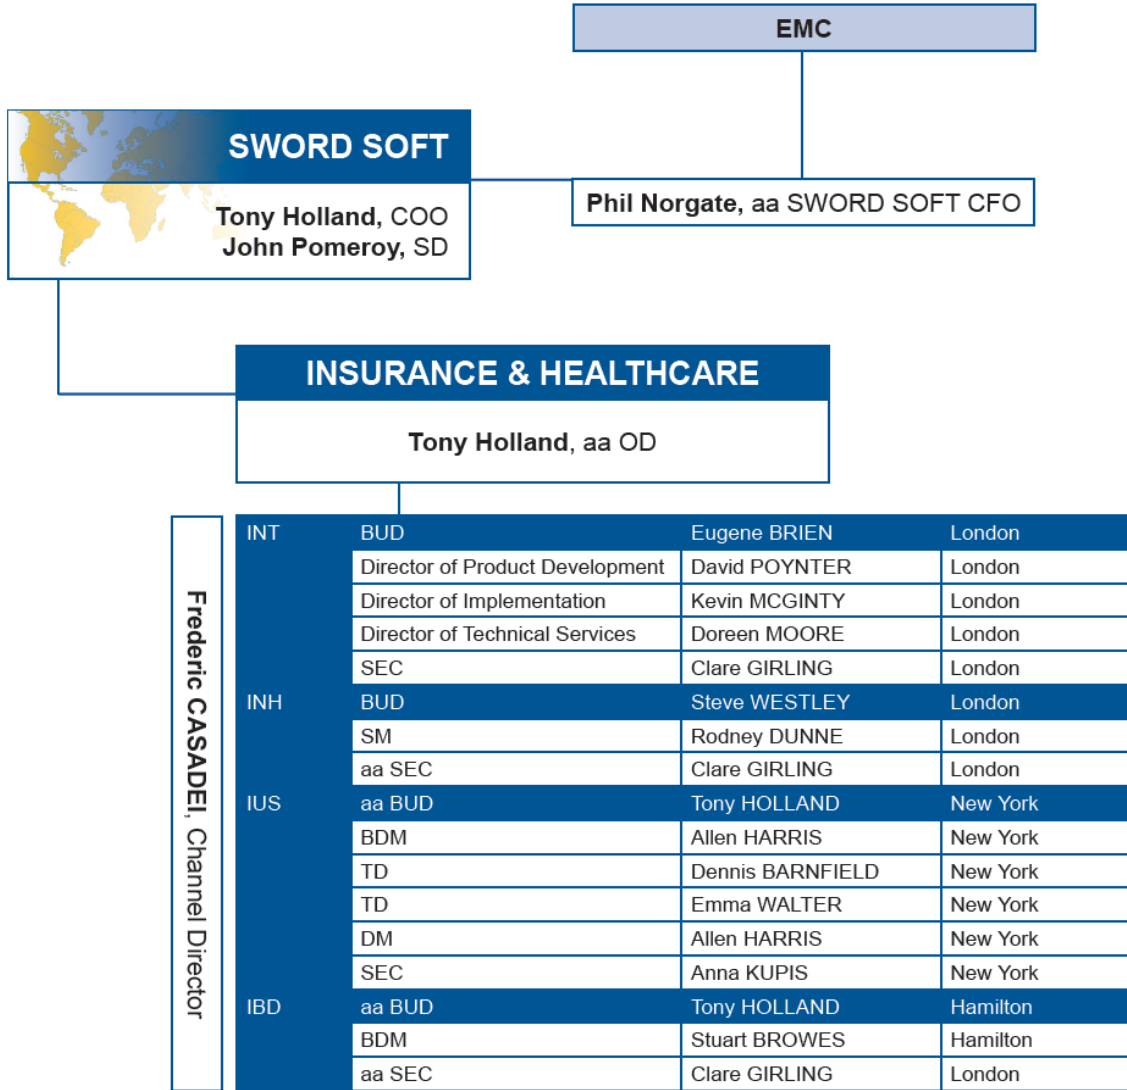 EMC
SWORD SOFT
Tony Holland, COO
John Pomeroy, SD
Phil Norgate, aa SWORD SOFT CFO
INSURANCE & HEALTHCARE
Tony Holland, aa OD
Frederic CASADEI, Channel Director
INT BUD Eugene BRIEN London
Director of Product Development David POYNTER London
Director of Implementation Kevin MCGINTY London
Director of Technical Services Doreen MOORE London
SEC Clare GIRLING London
INH BUD Steve WESTLEY London
SM Rodney DUNNE London
aa SEC Clare GIRLING London
IUS aa BUD Tony HOLLAND New York
BDM Allen HARRIS New York
TD Dennis BARNFIELD New York
TD Emma WALTER New York
DM Allen HARRIS New York
SEC Anna KUPIS New York
IBD aa BUD Tony HOLLAND Hamilton
BDM Stuart BROWES Hamilton
aa SEC Clare GIRLING London